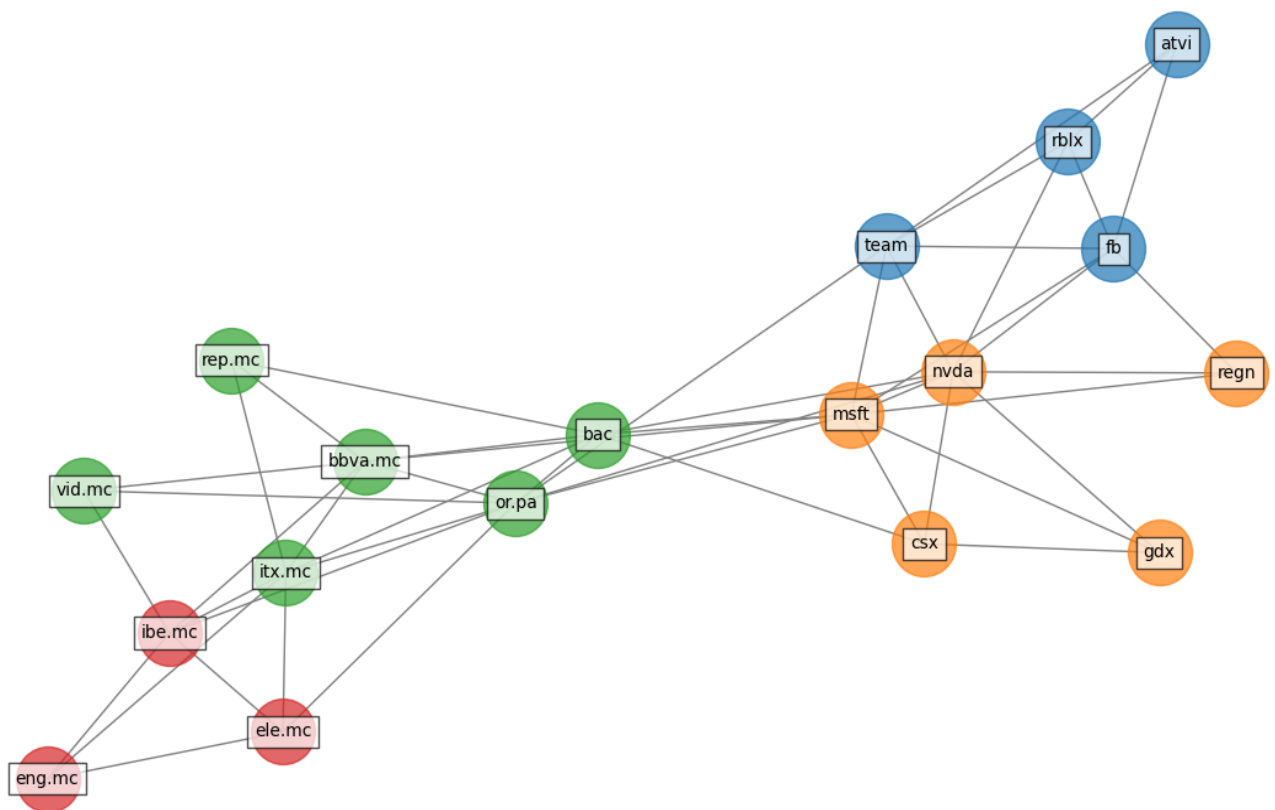 atvi
rblx
team
fb
rep.mc
nvda
regn
msft
bac
bbva.mc
vid.mc
or.pa
csx
gdx
itx.mc
ibe.mc
ele.mc
eng.mc